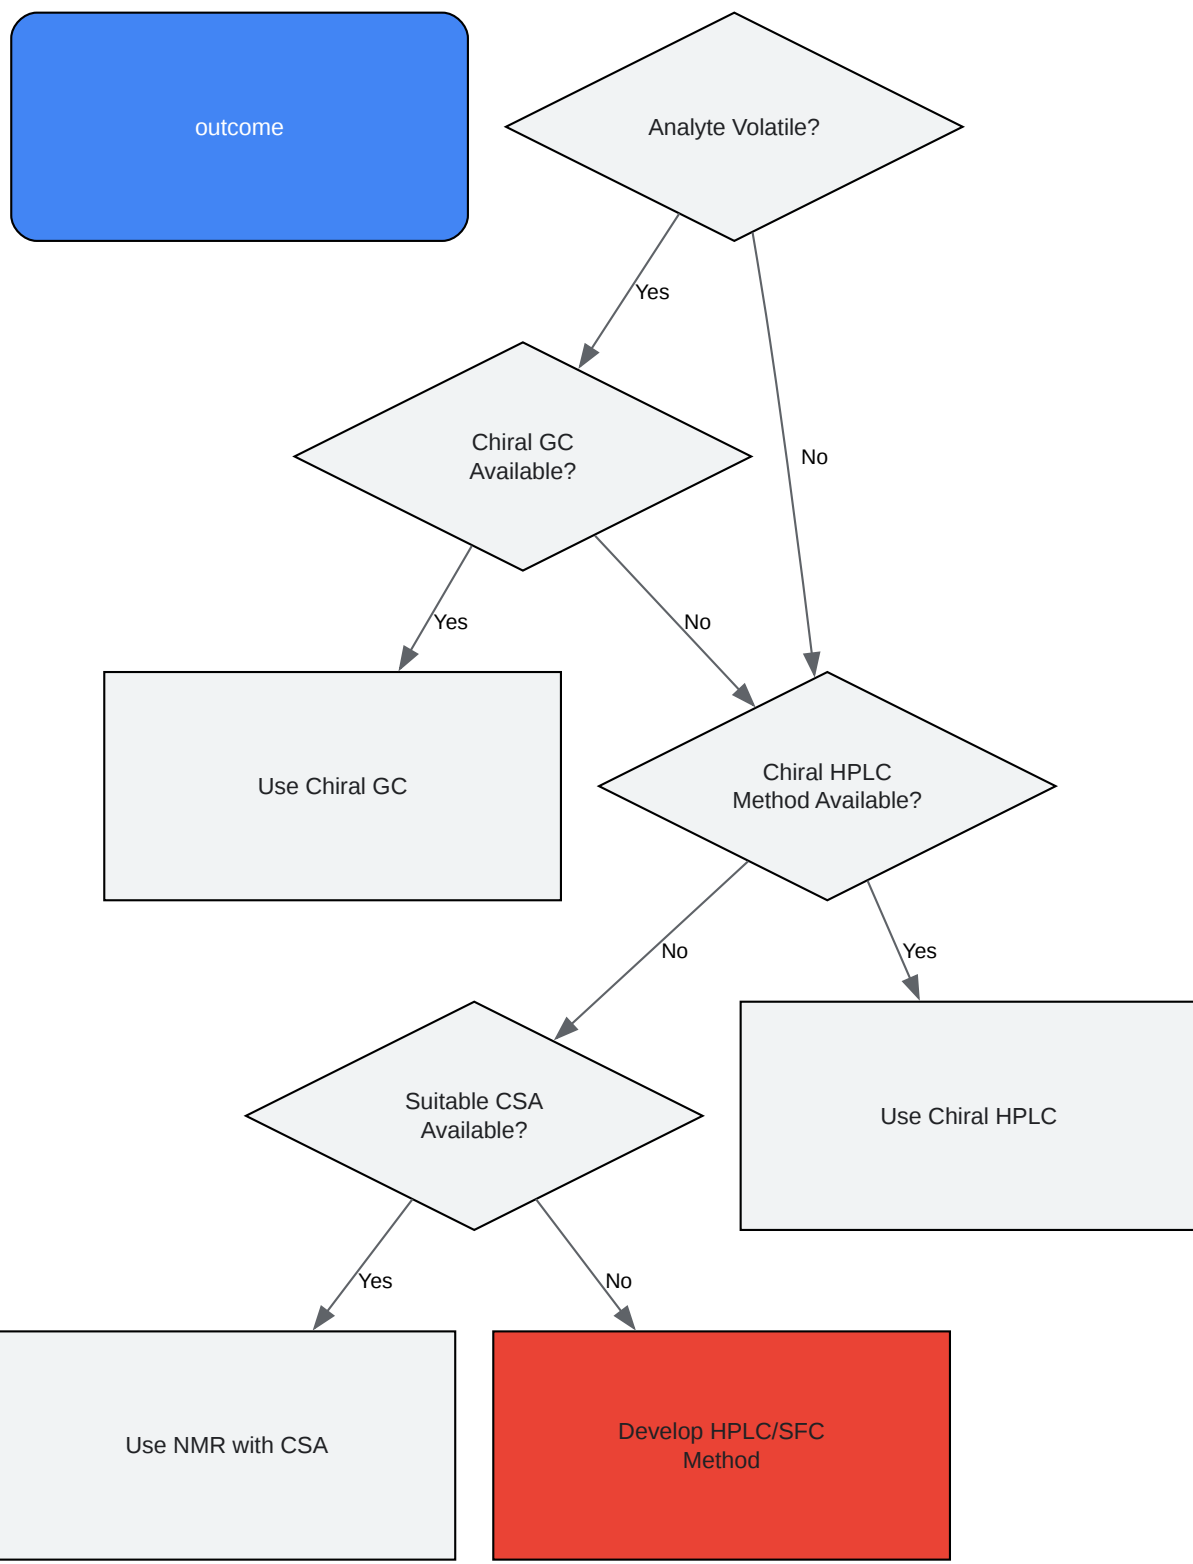 outcome
Analyte Volatile?
Yes
Chiral GC
Available?
No
Yes
No
Use Chiral GC
Chiral HPLC
Method Available?
No
Yes
Suitable CSA
Available?
Use Chiral HPLC
Yes
No
Use NMR with CSA
Develop HPLC/SFC
Method